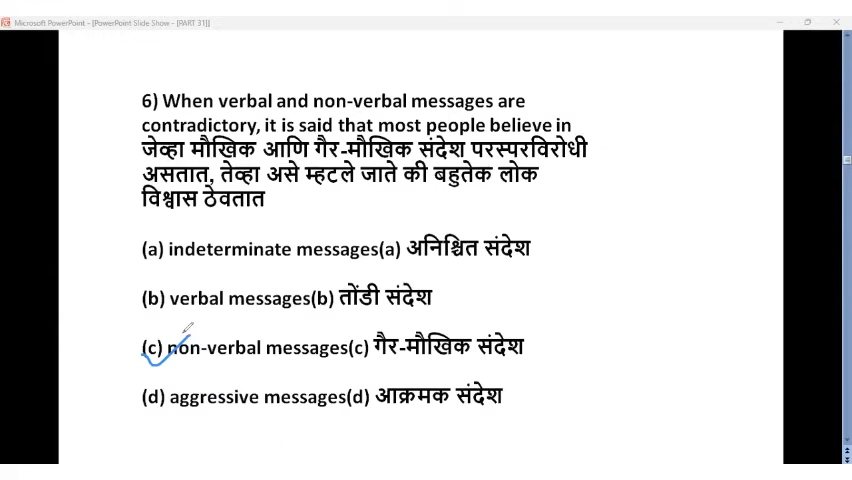 Microsoft PowerPoint - [PowerPoint Slide Show - [PART 31]]
6) When verbal and non-verbal messages are
contradictory, it is said that most people believe in
जेव्हा मौखिक आणि गैर-मौखिक संदेश परस्परविरोधी
असतात, तेव्हा असे म्हटले जाते की बहुतेक लोक
विश्वास ठेवतात
(a) indeterminate messages(a) अनिश्चित संदेश
(b) verbal messages(b) तोंडी संदेश
(c) non-verbal messages(c) गैर-मौखिक संदेश
(d) aggressive messages(d) आक्रमक संदेश